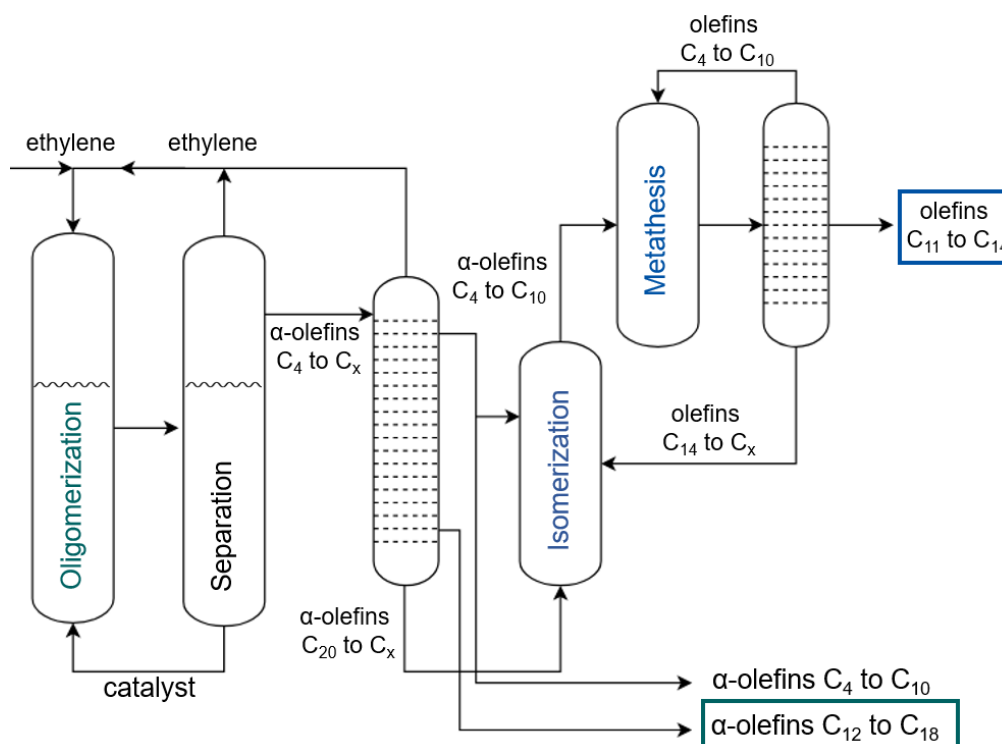 olefins
C₄ to C₁₀
ethylene
ethylene
olefins
C₁₁ to C₁₄
α-olefins
C₄ to C₁₀
α-olefins
C₄ to Cₓ
Metathesis
olefins
C₁₄ to Cₓ
Oligomerization
Separation
Isomerization
α-olefins
C₂₀ to Cₓ
catalyst
α-olefins C₄ to C₁₀
α-olefins C₁₂ to C₁₈